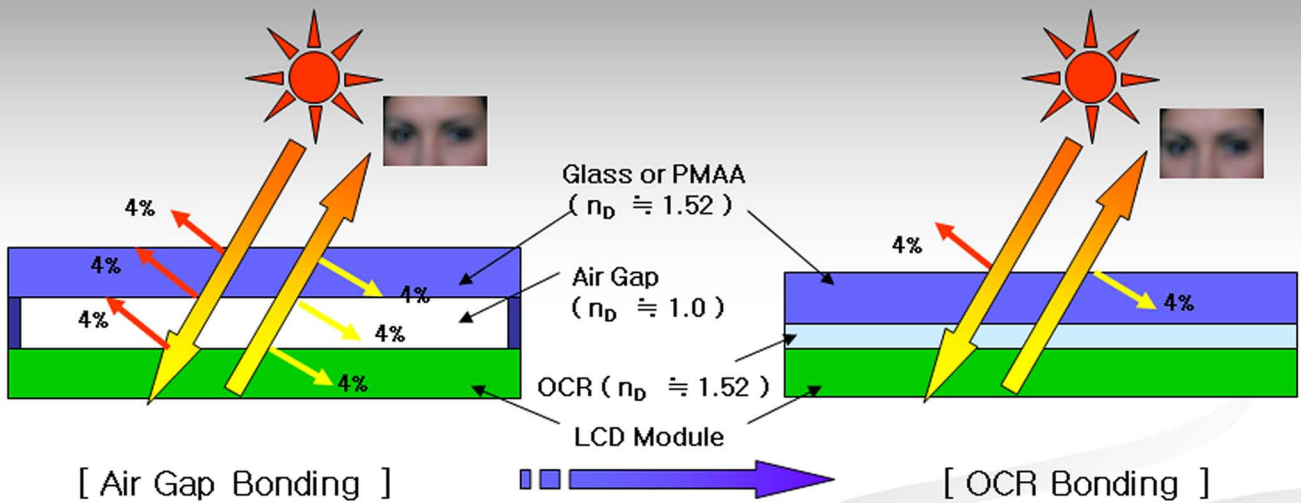 4%
4%
4%
4%
4%
4%
Glass or PMAA
( nD ≒ 1.52 )
Air Gap
( nD ≒ 1.0 )
OCR ( nD ≒ 1.52 )
LCD Module
4%
4%
[ Air Gap Bonding ]
[ OCR Bonding ]